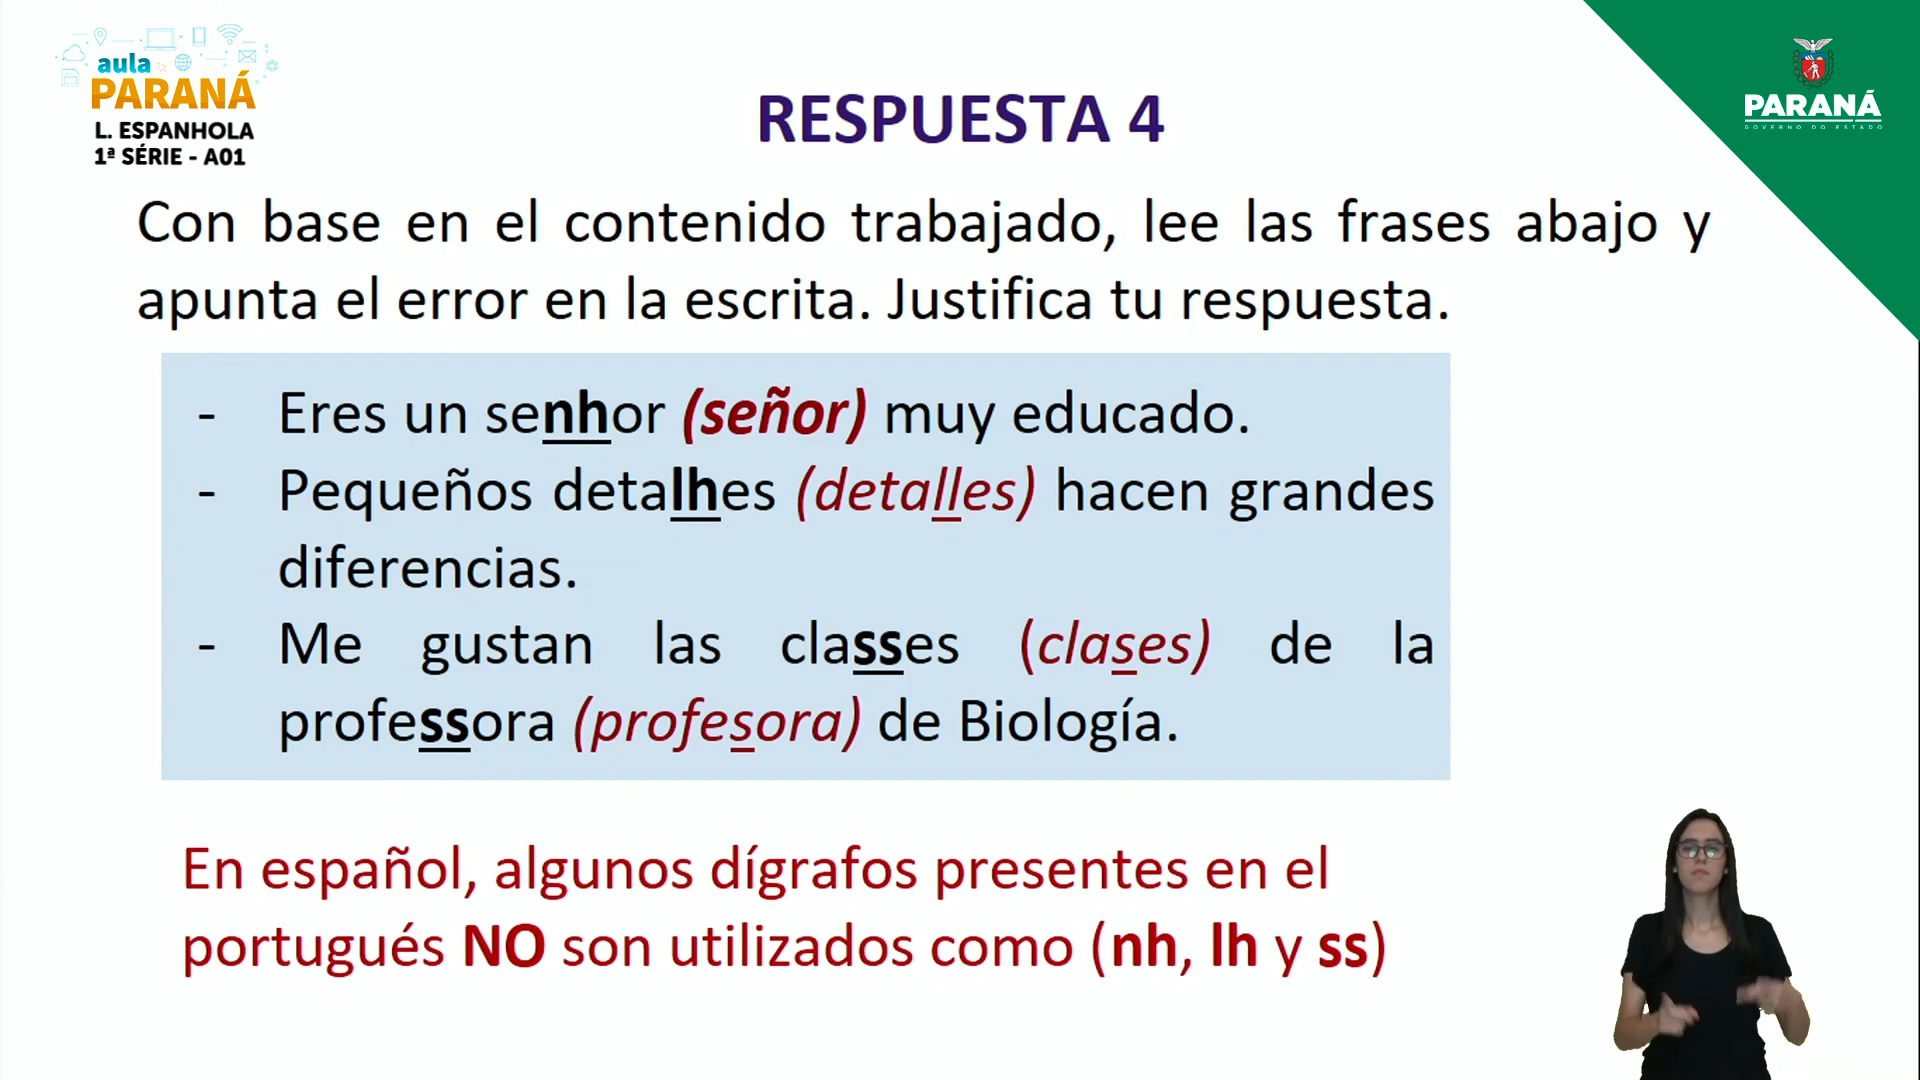 aula
PARANÁ
L. ESPANHOLA
1ª SÉRIE - A01
PARANÁ
GOVERNO DO ESTADO
RESPUESTA 4
Con base en el contenido trabajado, lee las frases abajo y
apunta el error en la escrita. Justifica tu respuesta.
- Eres un senhor (señor) muy educado.
- Pequeños detalhes (detalles) hacen grandes
diferencias.
- Me gustan las classes (clases) de la
professora (profesora) de Biología.
En español, algunos dígrafos presentes en el
portugués NO son utilizados como (nh, lh y ss)